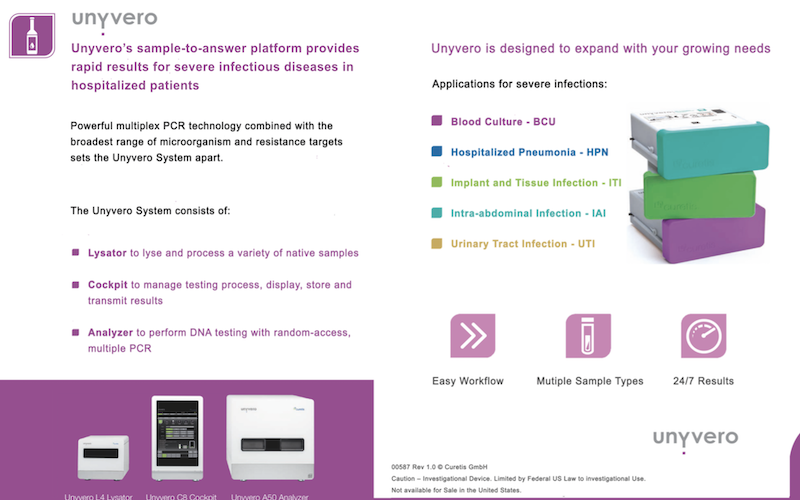 unyvero
Unyvero's sample-to-answer platform provides
rapid results for severe infectious diseases in
hospitalized patients
Powerful multiplex PCR technology combined with the
broadest range of microorganism and resistance targets
sets the Unyvero System apart.
The Unyvero System consists of:
Lysator to lyse and process a variety of native samples
Cockpit to manage testing process, display, store and
transmit results
Analyzer to perform DNA testing with random-access,
multiple PCR
unyvero
unyvero
Unyvero L4 Lysator
Unyvero C8 Cockpit
Unyvero A50 Analyzer
Unyvero is designed to expand with your growing needs
Applications for severe infections:
Blood Culture - BCU
Hospitalized Pneumonia - HPN
Implant and Tissue Infection - ITI
Intra-abdominal Infection - IAI
Urinary Tract Infection - UTI
Easy Workflow
Mutiple Sample Types
24/7 Results
unyvero
00587 Rev 1.0 © Curetis GmbH
Caution – Investigational Device. Limited by Federal US Law to Investigational Use.
Not available for Sale in the United States.